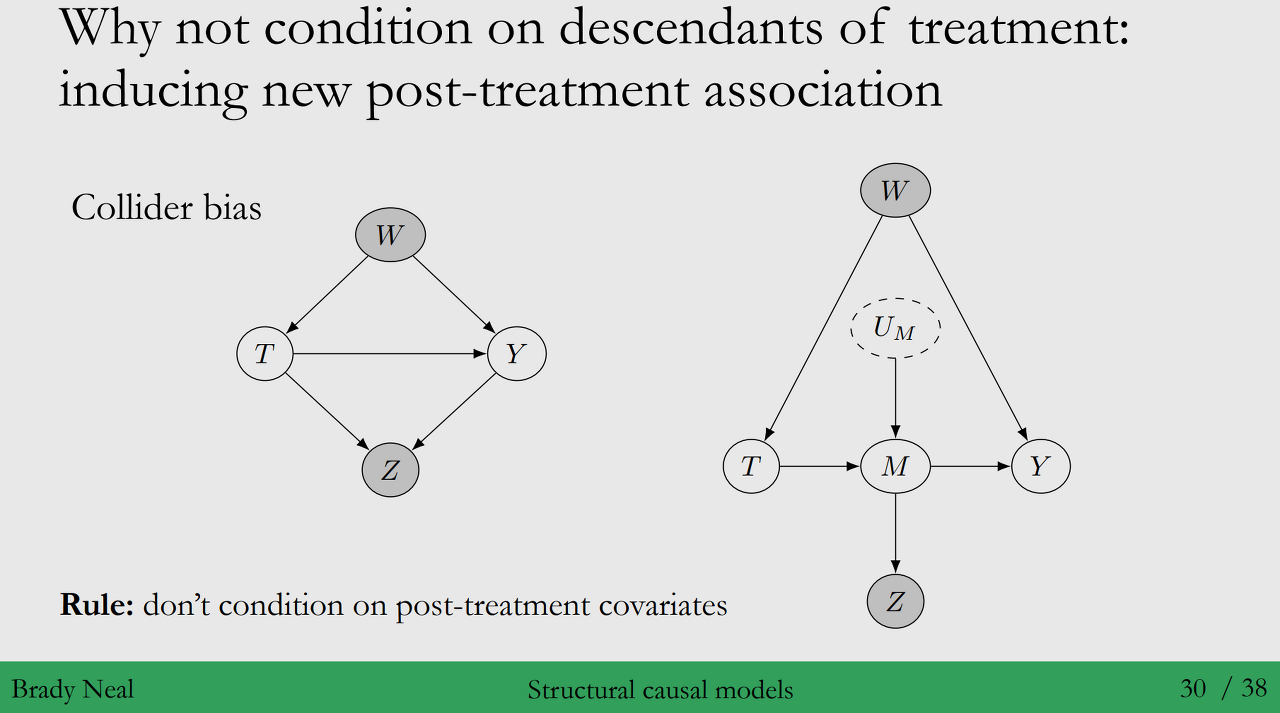 Why not condition on descendants of treatment:
inducing new post-treatment association
Collider bias
W
T
Y
Z
W
U_M
T
M
Y
Z
Rule: don't condition on post-treatment covariates
Brady Neal
Structural causal models
30 / 38